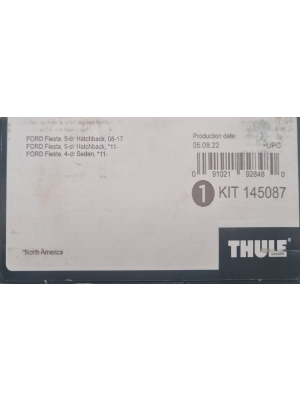 FORD Fiesta, 5-dr Hatchback, 08-17
FORD Fiesta, 5-dr Hatchback, *11-
FORD Fiesta, 4-dr Sedan, *11-
*North America
Production date:
05.08.22
-UPC
0 91021 92848 0
1 KIT 145087
THULE
SWEDEN